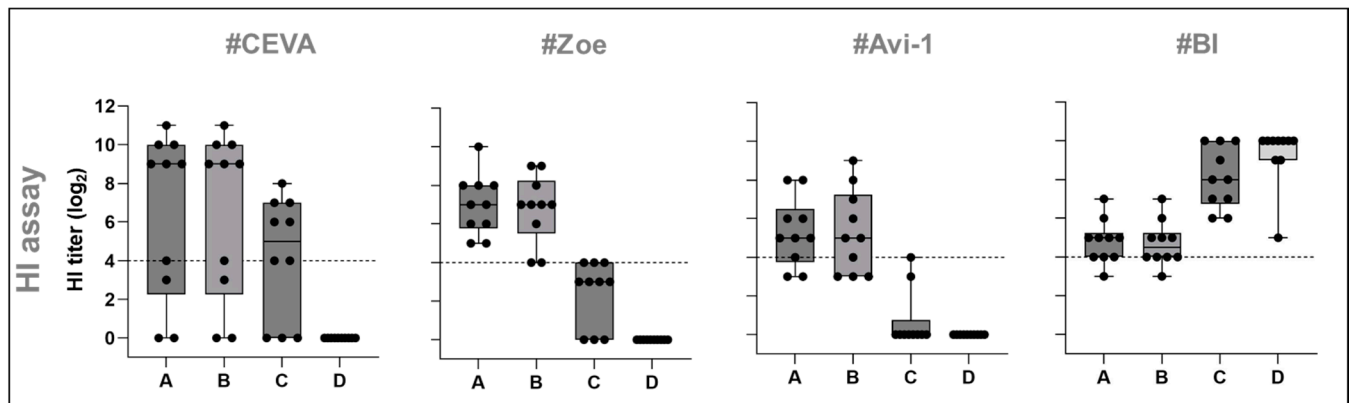 #CEVA #Zoe #Avi-1 #BI
HI assay
HI titer (log2)
12
10
8
6
4
2
0
A B C D A B C D A B C D A B C D